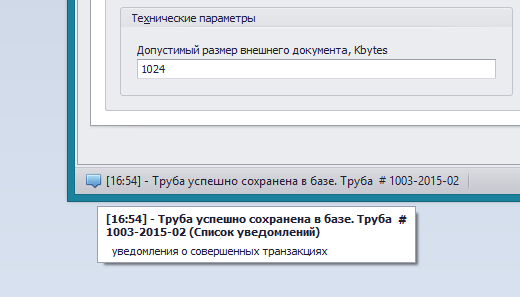 Технические параметры
Допустимый размер внешнего документа, Kbytes
1024
[16:54] - Труба успешно сохранена в базе. Труба # 1003-2015-02
[16:54] - Труба успешно сохранена в базе. Труба #
1003-2015-02 (Список уведомлений)
уведомления о совершенных транзакциях